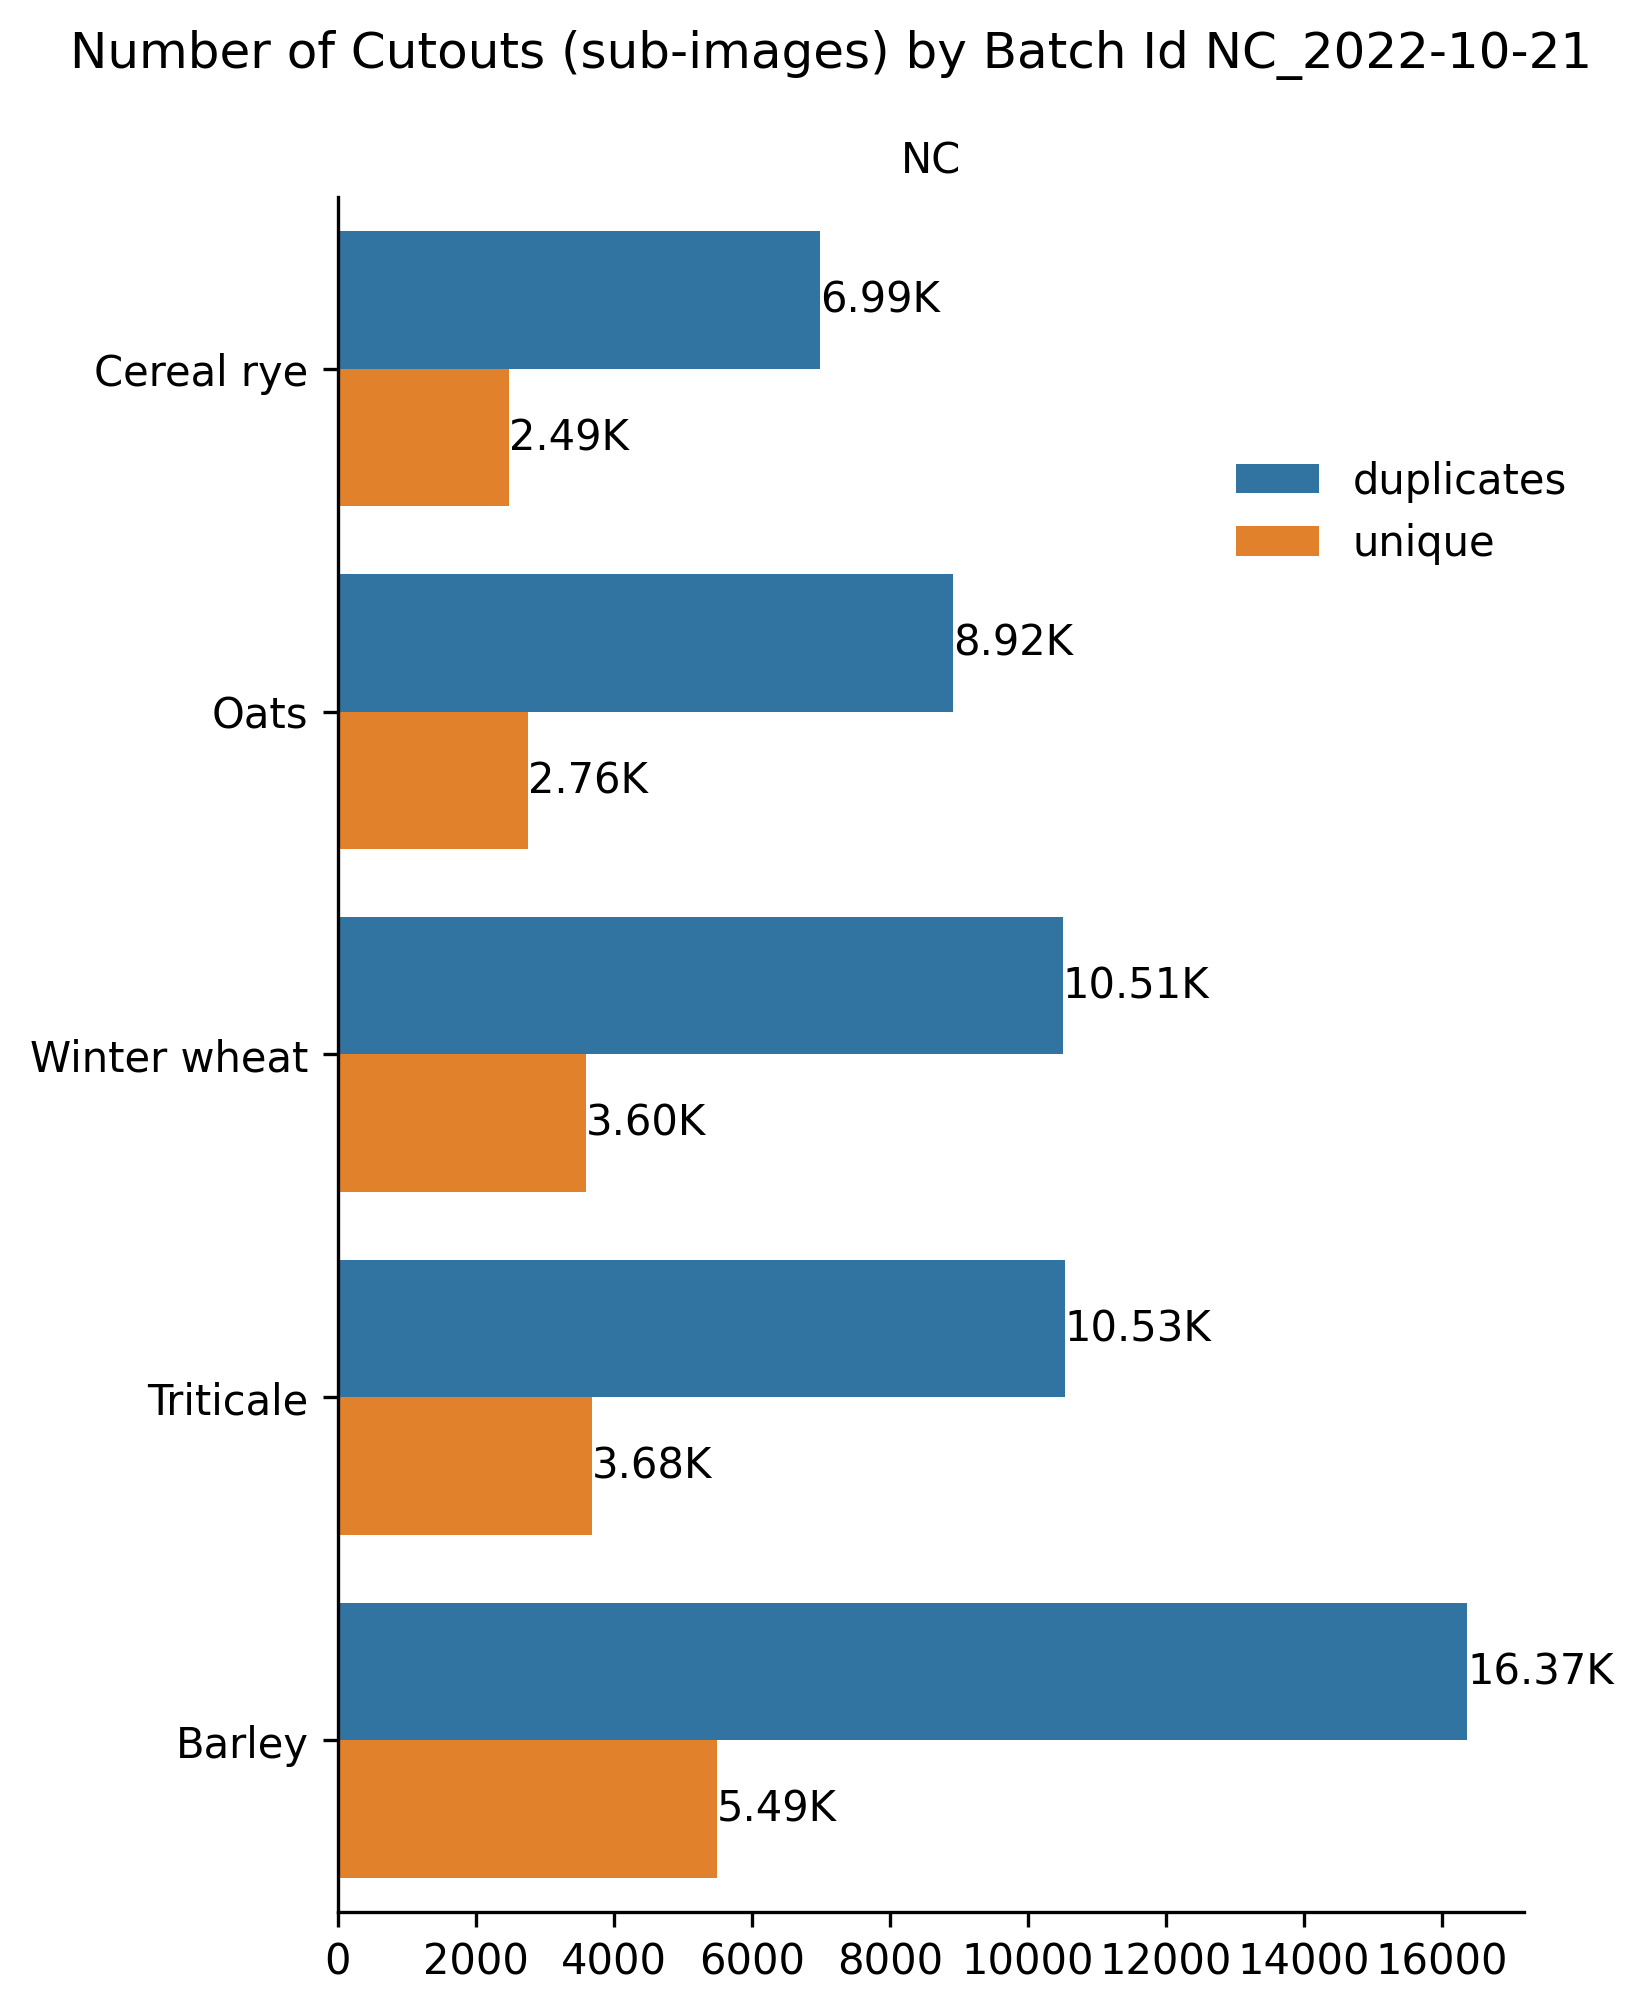 Number of Cutouts (sub-images) by Batch Id NC_2022-10-21
NC
6.99K
Cereal rye
2.49K
duplicates
unique
8.92K
Oats
2.76K
10.51K
Winter wheat
3.60K
10.53K
Triticale
3.68K
16.37K
Barley
5.49K
0 2000 4000 6000 8000 10000 12000 14000 16000